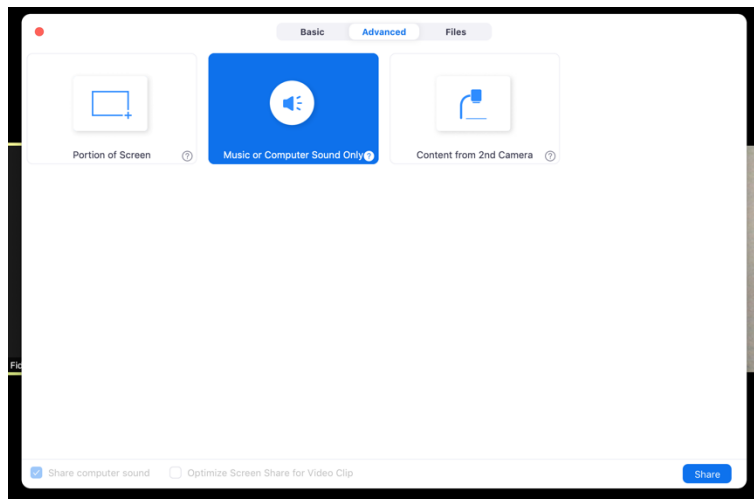 Basic Advanced Files
Portion of Screen
Music or Computer Sound Only
Content from 2nd Camera
Share computer sound
Optimize Screen Share for Video Clip
Share